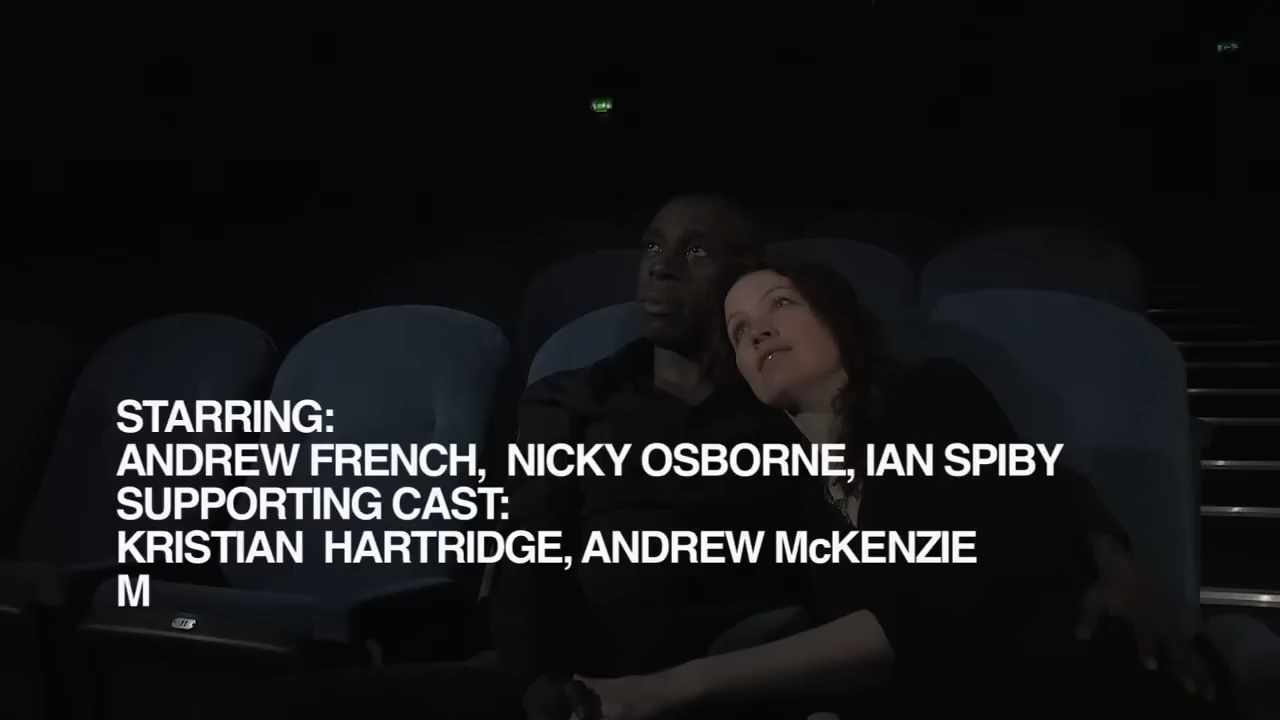 STARRING:
ANDREW FRENCH,  NICKY OSBORNE, IAN SPIBY
SUPPORTING CAST:
KRISTIAN  HARTRIDGE, ANDREW McKENZIE
M